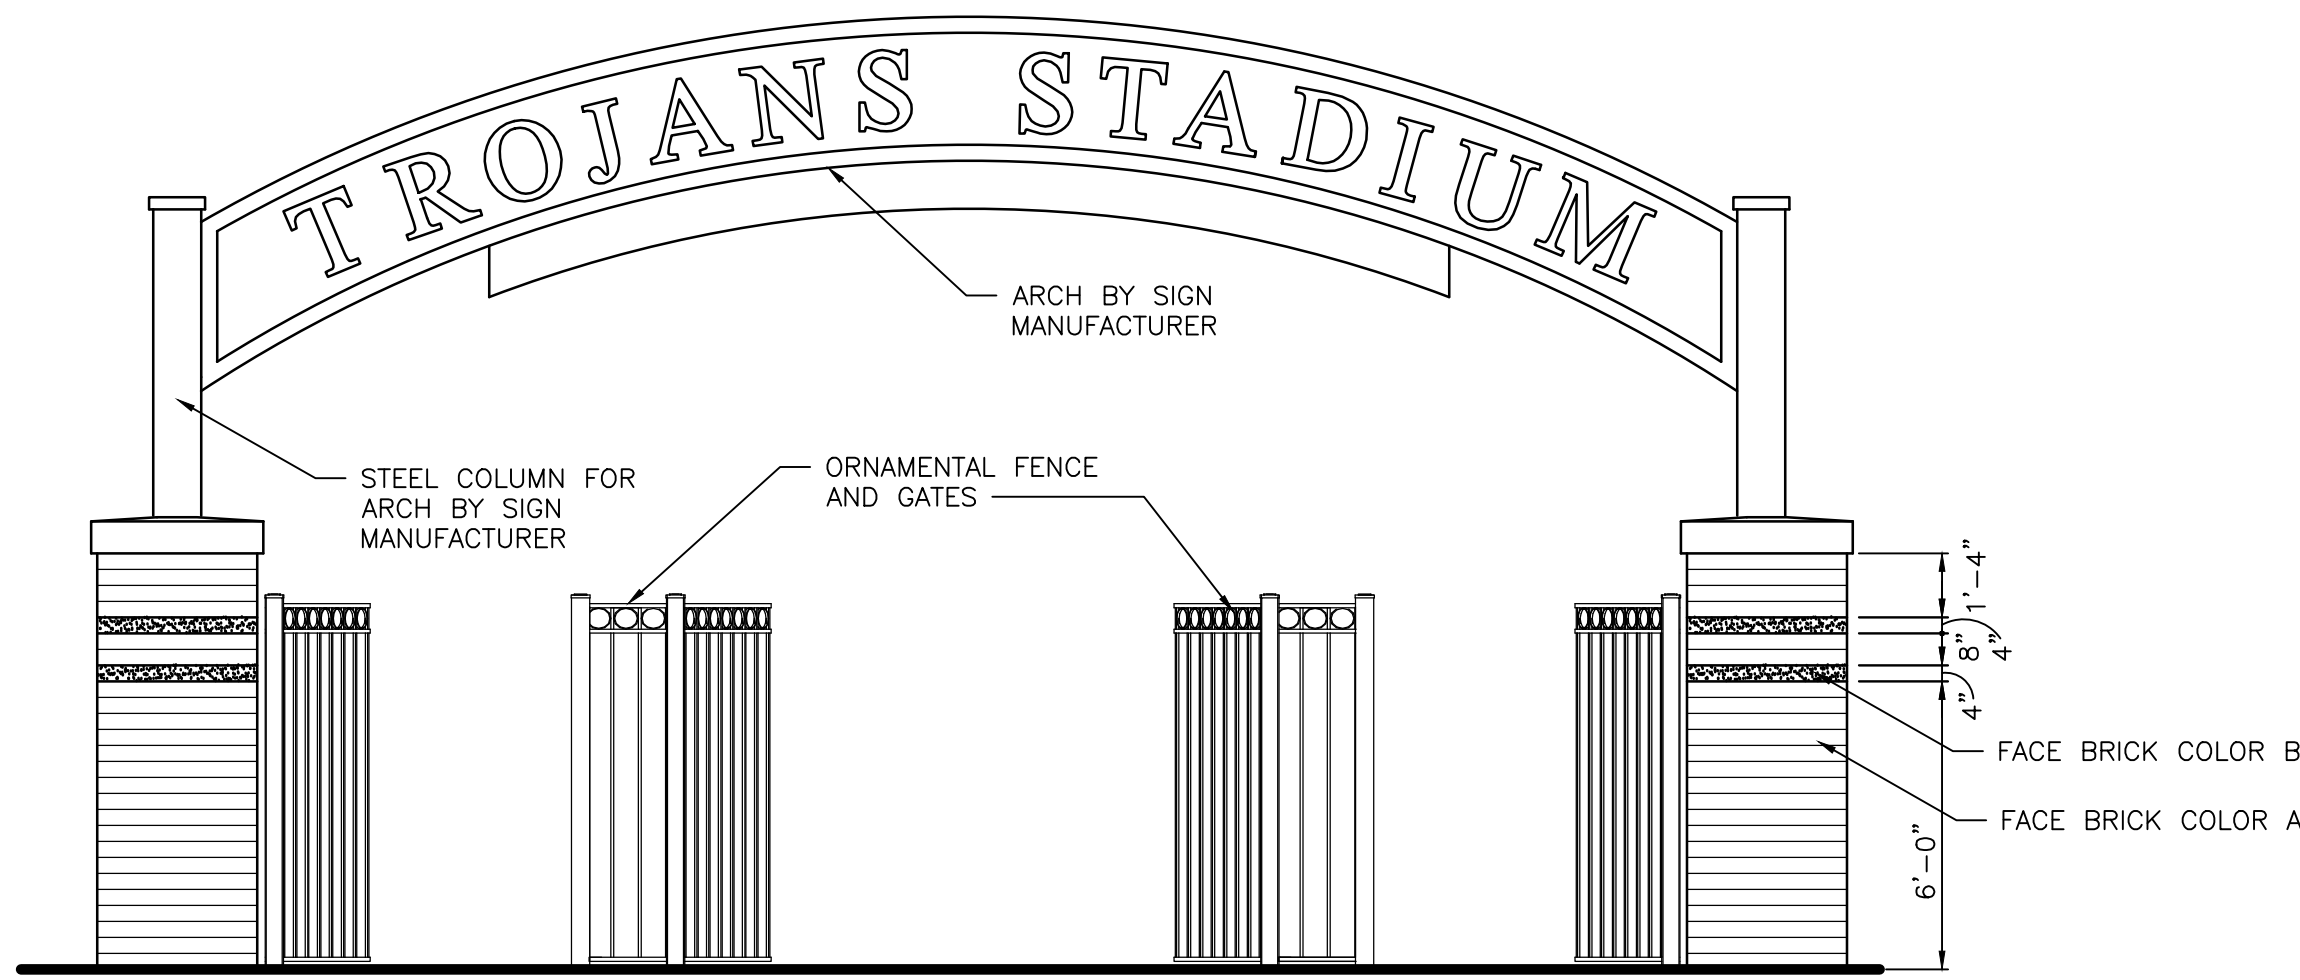 TROJANS STADIUM
ARCH BY SIGN
MANUFACTURER
STEEL COLUMN FOR
ARCH BY SIGN
MANUFACTURER
ORNAMENTAL FENCE
AND GATES
1'-4"
8"
4"
4"
FACE BRICK COLOR B
FACE BRICK COLOR A
6'-0"